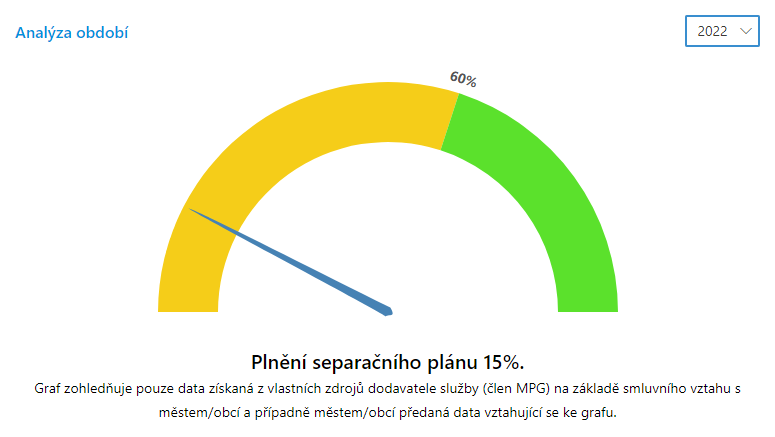 Analýza období
2022
60%
Plnění separačního plánu 15%.
Graf zohledňuje pouze data získaná z vlastních zdrojů dodavatele služby (člen MPG) na základě smluvního vztahu s
městem/obcí a případně městem/obcí předaná data vztahující se ke grafu.